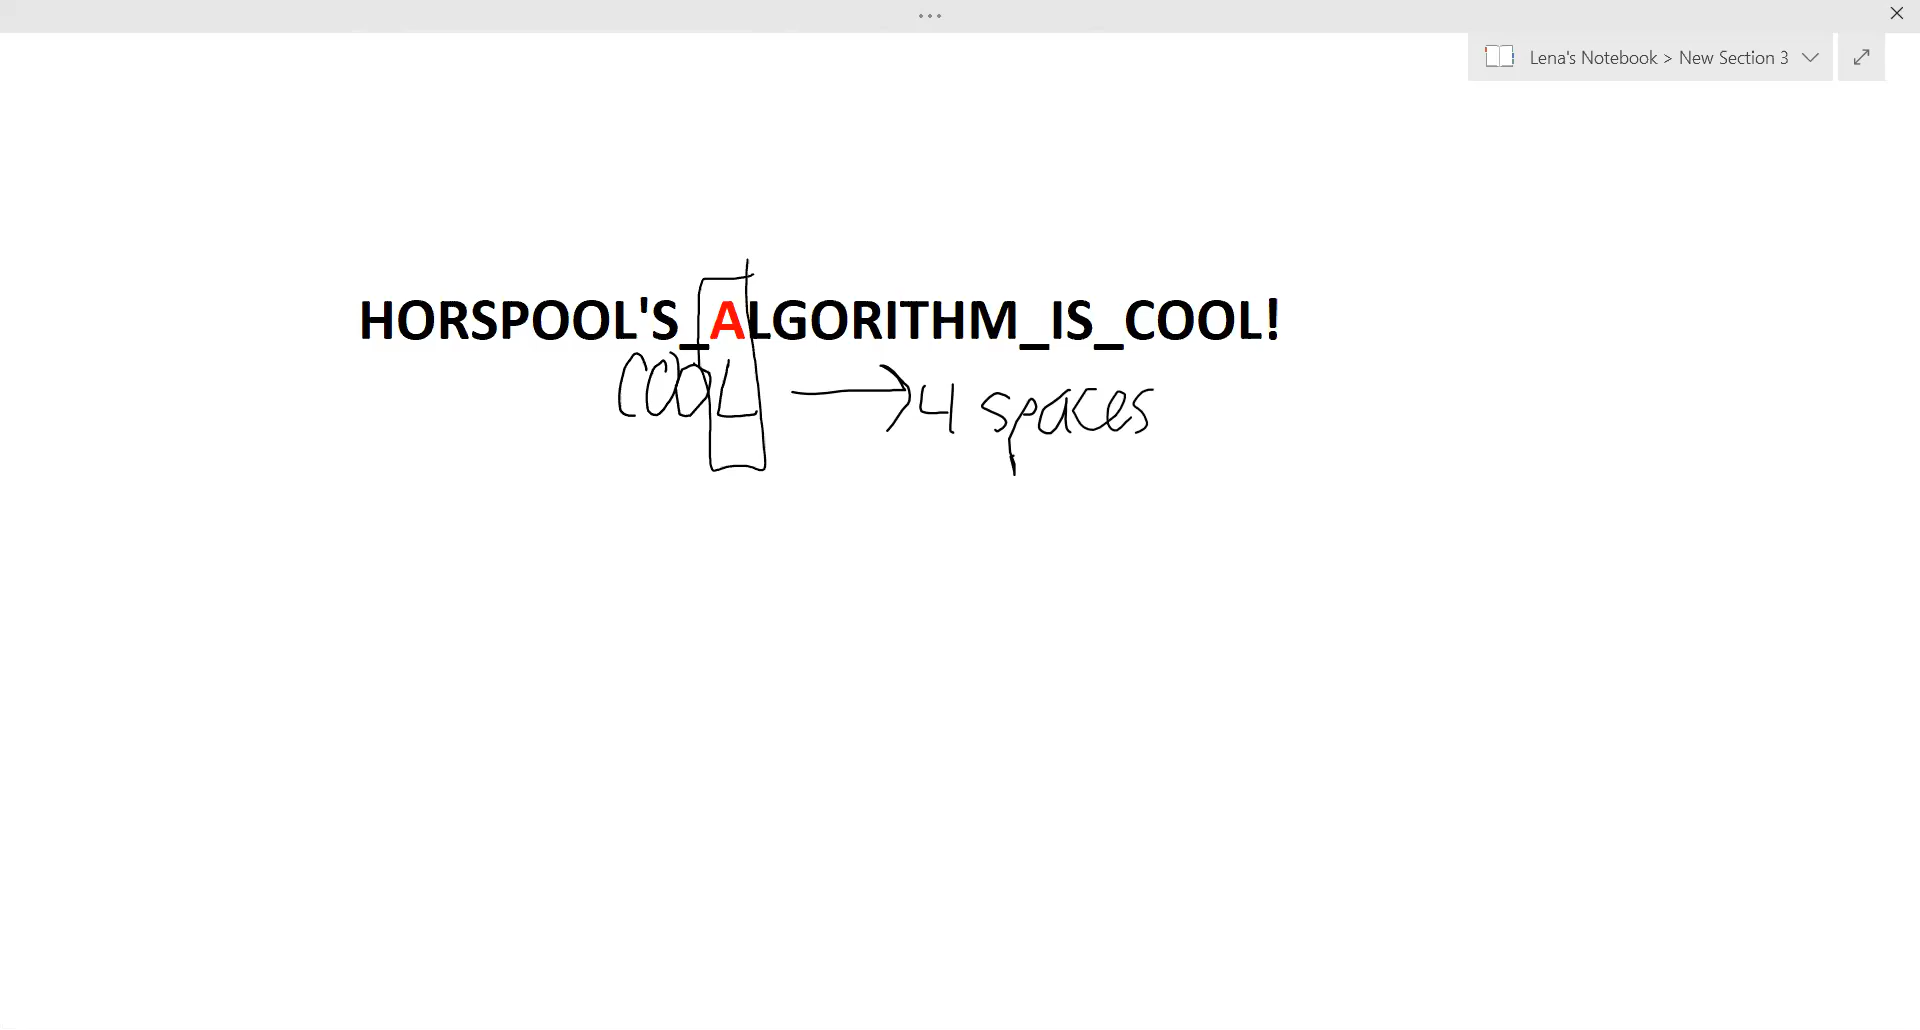 Lena's Notebook > New Section 3
HORSPOOL'S_ALGORITHM_IS_COOL!
COOL → 4 spaces